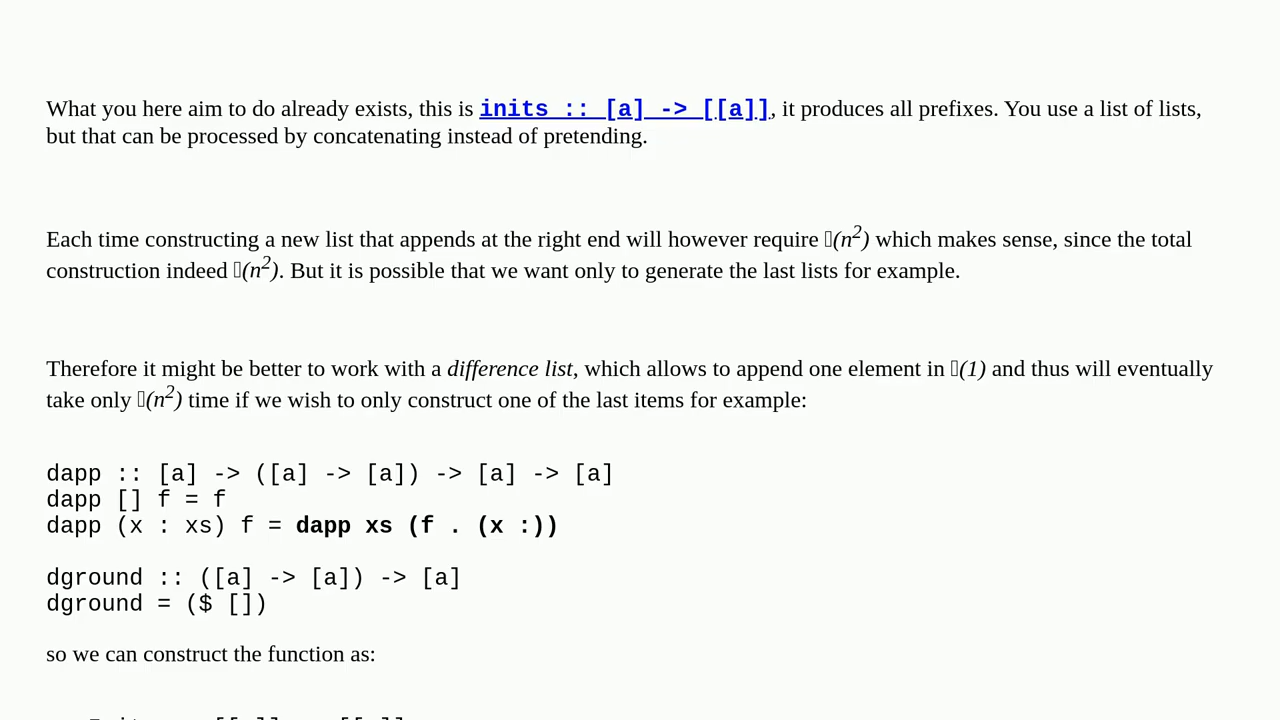 What you here aim to do already exists, this is inits :: [a] -> [[a]], it produces all prefixes. You use a list of lists,
but that can be processed by concatenating instead of pretending.
Each time constructing a new list that appends at the right end will however require (n2) which makes sense, since the total
construction indeed (n2). But it is possible that we want only to generate the last lists for example.
Therefore it might be better to work with a difference list, which allows to append one element in (1) and thus will eventually
take only (n2) time if we wish to only construct one of the last items for example:
dapp :: [a] -> ([a] -> [a]) -> [a] -> [a]
dapp [] f = f
dapp (x : xs) f = dapp xs (f . (x :))
dground :: ([a] -> [a]) -> [a]
dground = ($ [])
so we can construct the function as: